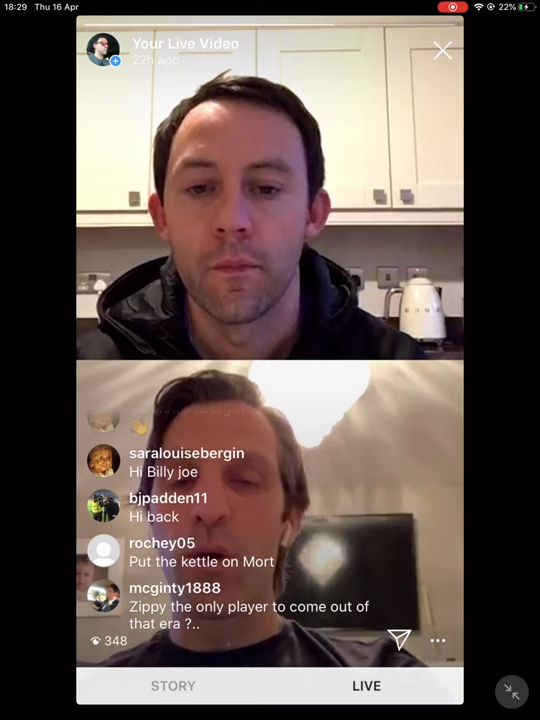 18:29 Thu 16 Apr
22%
Your Live Video
22h ago
saralouisebergin
Hi Billy joe
bjpadden11
Hi back
rochey05
Put the kettle on Mort
mcginty1888
Zippy the only player to come out of
that era ?..
348
STORY LIVE